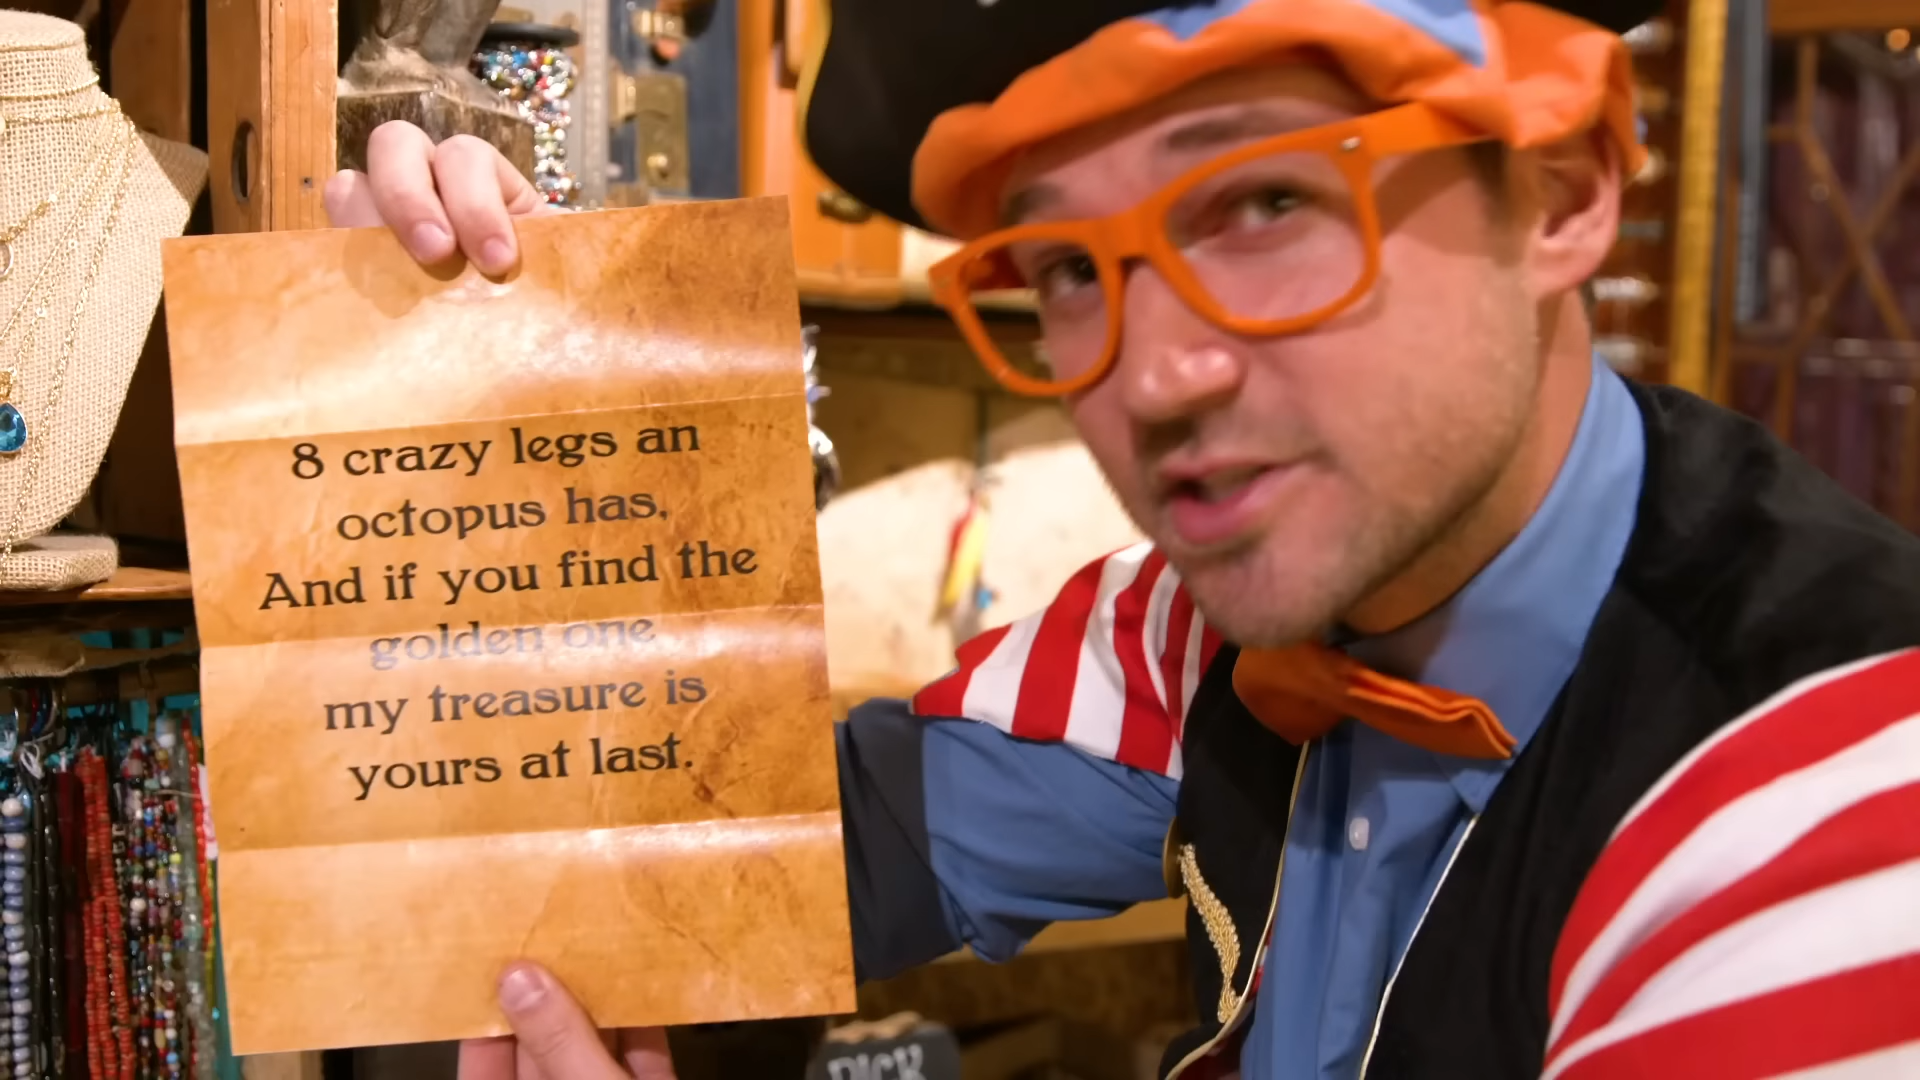 8 crazy legs an
octopus has,
And if you find the
golden one
my treasure is
yours at last.
PICK